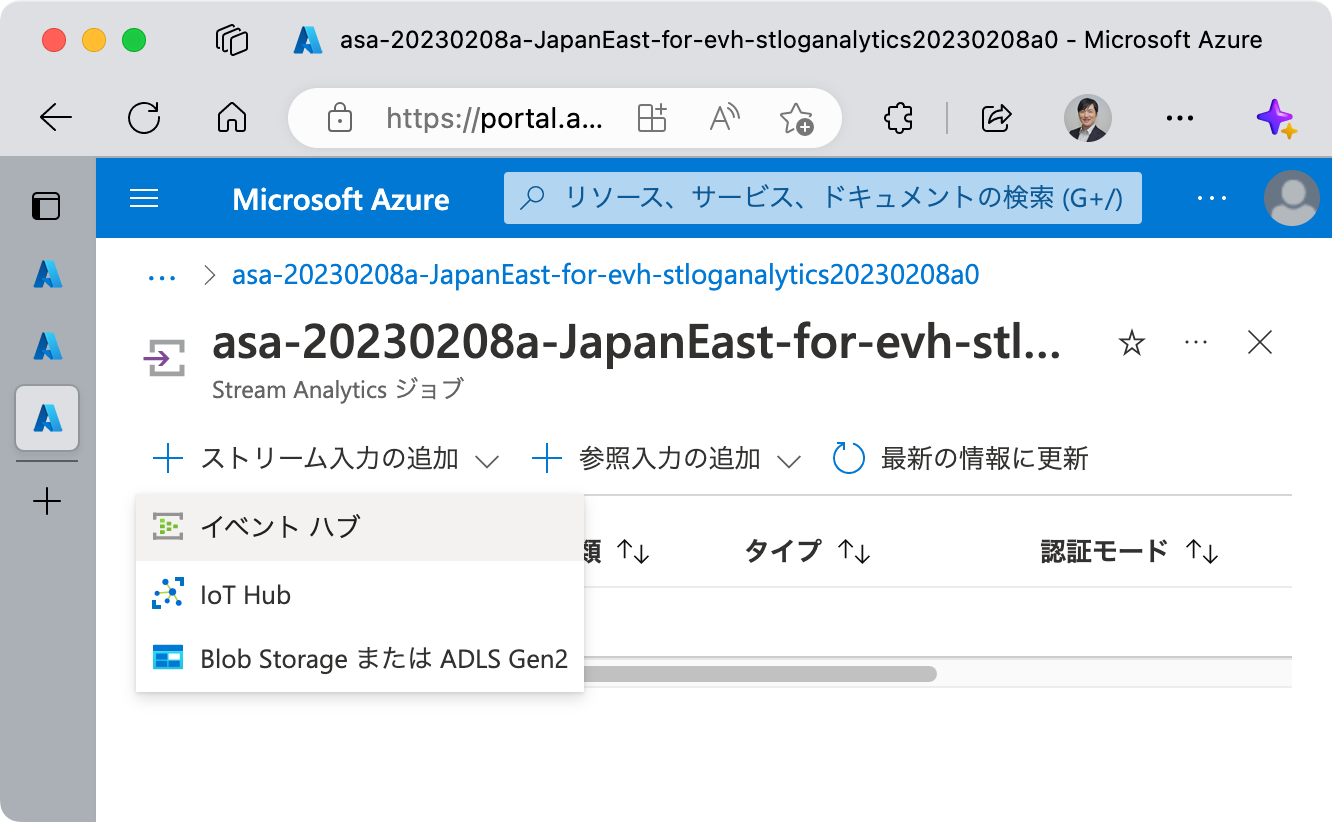 asa-20230208a-JapanEast-for-evh-stloganalytics20230208a0 - Microsoft Azure
https://portal.a...
Microsoft Azure
リソース、サービス、ドキュメントの検索 (G+/)
asa-20230208a-JapanEast-for-evh-stloganalytics20230208a0
asa-20230208a-JapanEast-for-evh-stl...
Stream Analytics ジョブ
ストリーム入力の追加 参照入力の追加 最新の情報に更新
イベント ハブ
類 タイプ 認証モード
IoT Hub
Blob Storage または ADLS Gen2